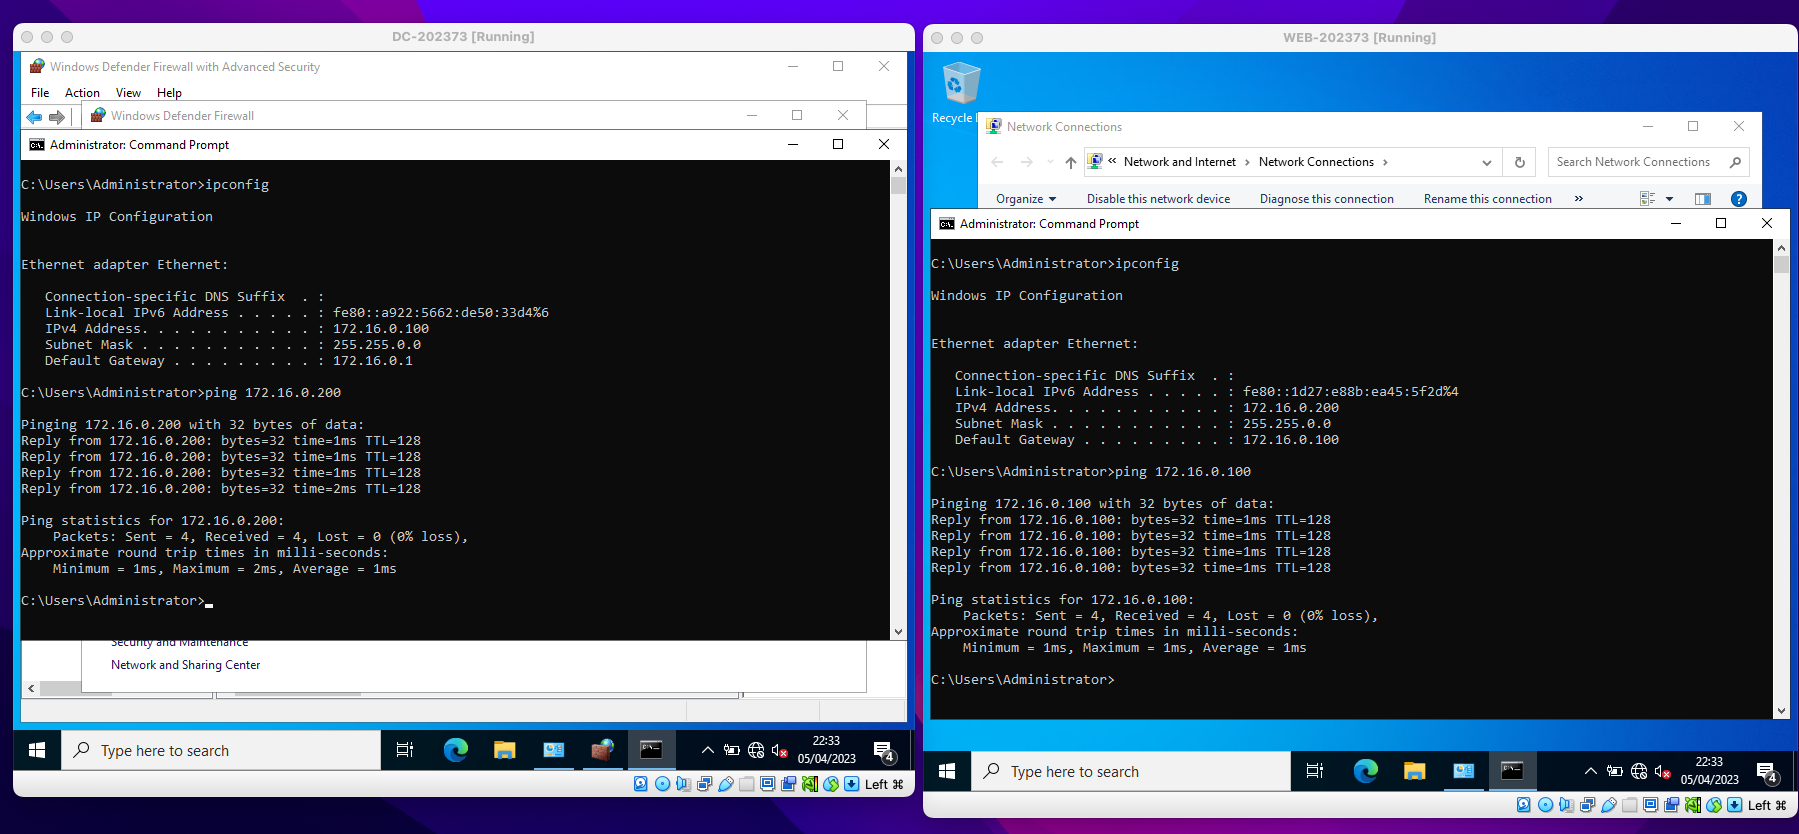 DC-202373 [Running]
Windows Defender Firewall with Advanced Security
File Action View Help
Windows Defender Firewall
Administrator: Command Prompt
C:\Users\Administrator>ipconfig
Windows IP Configuration
Ethernet adapter Ethernet:
Connection-specific DNS Suffix . :
Link-local IPv6 Address . . . . . : fe80::a922:5662:de50:33d4%6
IPv4 Address. . . . . . . . . . . : 172.16.0.100
Subnet Mask . . . . . . . . . . . : 255.255.0.0
Default Gateway . . . . . . . . . : 172.16.0.1
C:\Users\Administrator>ping 172.16.0.200
Pinging 172.16.0.200 with 32 bytes of data:
Reply from 172.16.0.200: bytes=32 time=1ms TTL=128
Reply from 172.16.0.200: bytes=32 time=1ms TTL=128
Reply from 172.16.0.200: bytes=32 time=1ms TTL=128
Reply from 172.16.0.200: bytes=32 time=2ms TTL=128
Ping statistics for 172.16.0.200:
Packets: Sent = 4, Received = 4, Lost = 0 (0% loss),
Approximate round trip times in milli-seconds:
Minimum = 1ms, Maximum = 2ms, Average = 1ms
C:\Users\Administrator>
Security and Maintenance
Network and Sharing Center
Type here to search
22:33
05/04/2023
4
Left ⌘
WEB-202373 [Running]
Recycle
Network Connections
« Network and Internet › Network Connections ›
Search Network Connections
Organize Disable this network device Diagnose this connection Rename this connection »
Administrator: Command Prompt
C:\Users\Administrator>ipconfig
Windows IP Configuration
Ethernet adapter Ethernet:
Connection-specific DNS Suffix . :
Link-local IPv6 Address . . . . . : fe80::1d27:e88b:ea45:5f2d%4
IPv4 Address. . . . . . . . . . . : 172.16.0.200
Subnet Mask . . . . . . . . . . . : 255.255.0.0
Default Gateway . . . . . . . . . : 172.16.0.100
C:\Users\Administrator>ping 172.16.0.100
Pinging 172.16.0.100 with 32 bytes of data:
Reply from 172.16.0.100: bytes=32 time=1ms TTL=128
Reply from 172.16.0.100: bytes=32 time=1ms TTL=128
Reply from 172.16.0.100: bytes=32 time=1ms TTL=128
Reply from 172.16.0.100: bytes=32 time=1ms TTL=128
Ping statistics for 172.16.0.100:
Packets: Sent = 4, Received = 4, Lost = 0 (0% loss),
Approximate round trip times in milli-seconds:
Minimum = 1ms, Maximum = 1ms, Average = 1ms
C:\Users\Administrator>
Type here to search
22:33
05/04/2023
4
Left ⌘